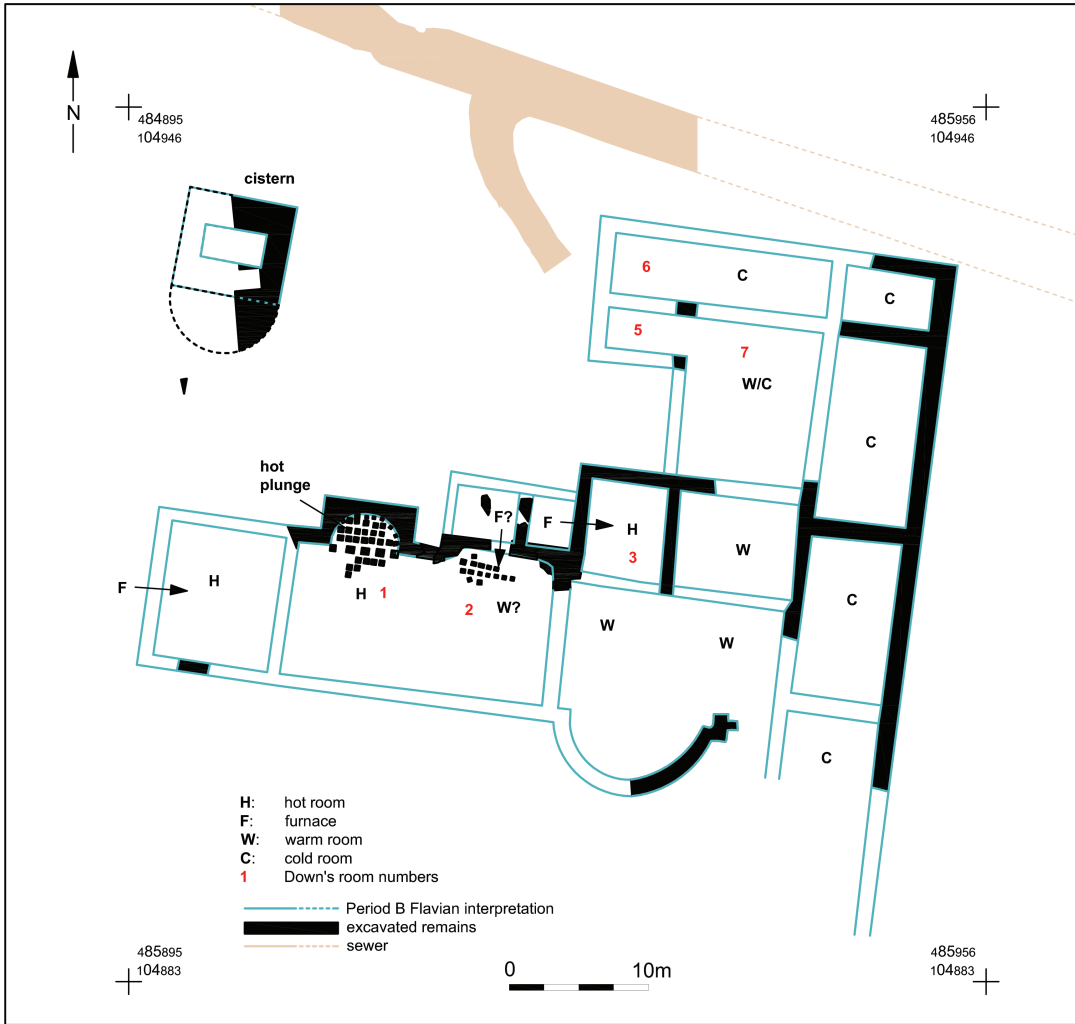 N
484895
104946
485956
104946
cistern
6
C
C
5
7
W/C
C
hot
plunge
F?
F
H
3
W
F
H
H 1
2
W?
W
W
C
C
H: hot room
F: furnace
W: warm room
C: cold room
1 Down's room numbers
Period B Flavian interpretation
excavated remains
sewer
485895
104883
0 10m
485956
104883